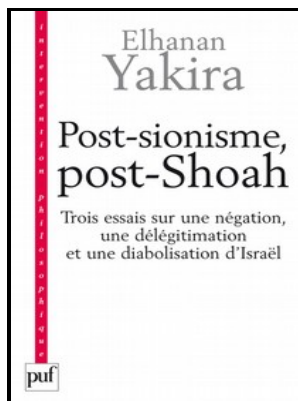 Elhanan
Yakira
Post-sionisme,
post-Shoah
Trois essais sur une négation,
une délégitimation
et une diabolisation d'Israël
intervention philosophique
puf